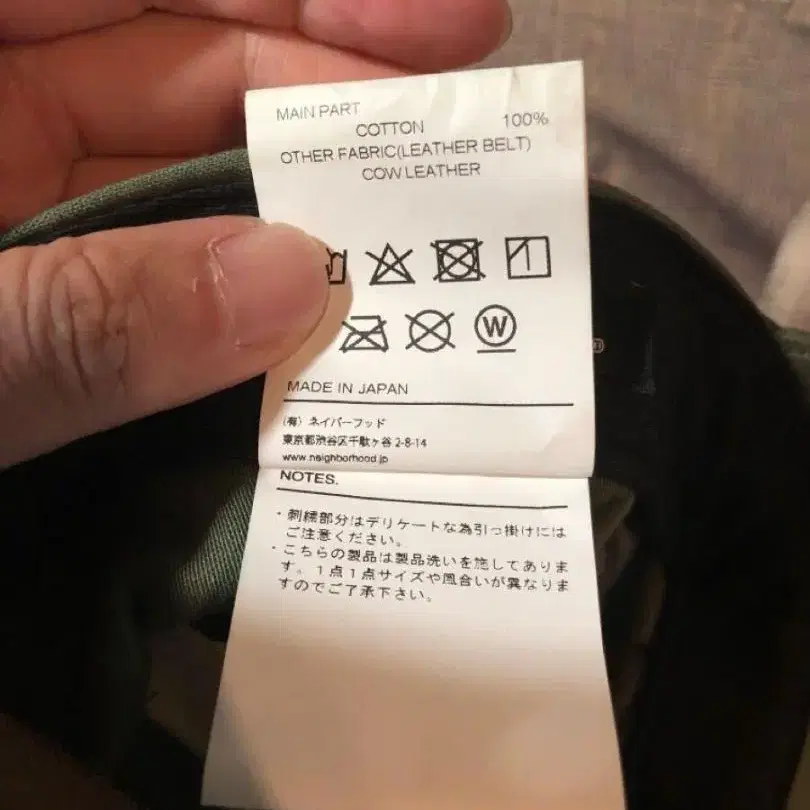 MAIN PART
COTTON 100%
OTHER FABRIC(LEATHER BELT)
COW LEATHER
W
MADE IN JAPAN
(有) ネイバーフッド
東京都渋谷区千駄ヶ谷 2-8-14
www.neighborhood.jp
NOTES.
・刺繍部分はデリケートな為引っ掛けには
ご注意ください。
・こちらの製品は製品洗いを施してありま
す。1点1点サイズや風合いが異なりま
すのでご了承下さい。
®